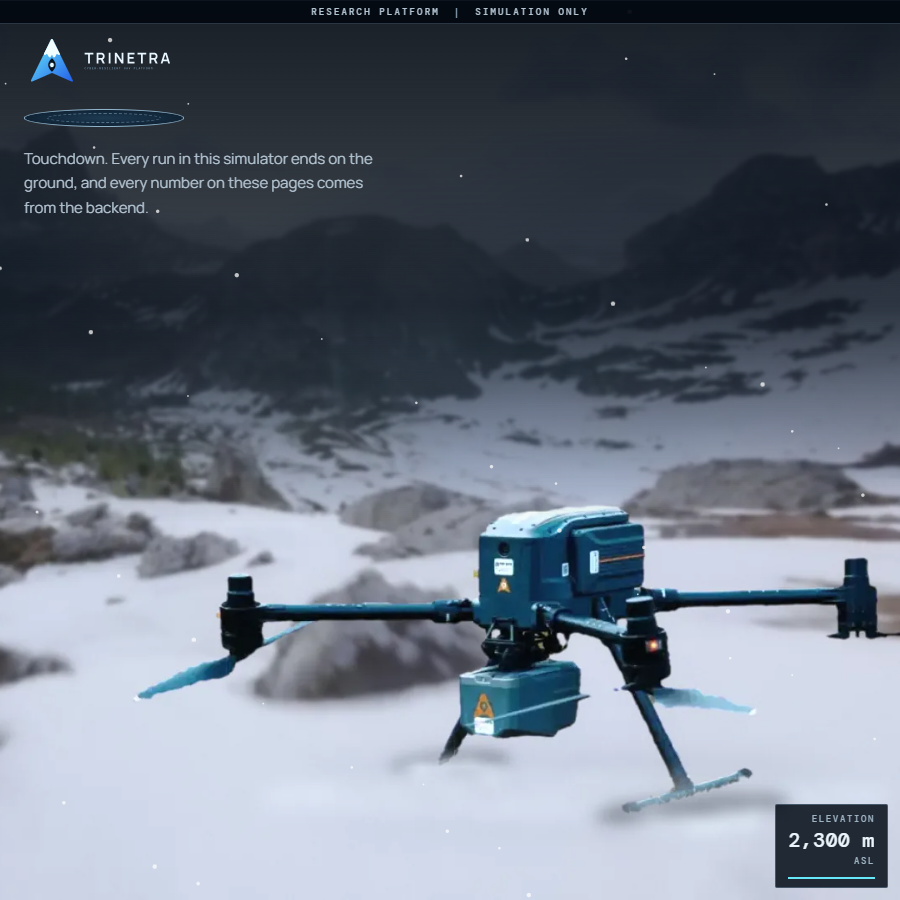 RESEARCH PLATFORM | SIMULATION ONLY
TRINETRA
Touchdown. Every run in this simulator ends on the
ground, and every number on these pages comes
from the backend.
ELEVATION
2,300 m
ASL